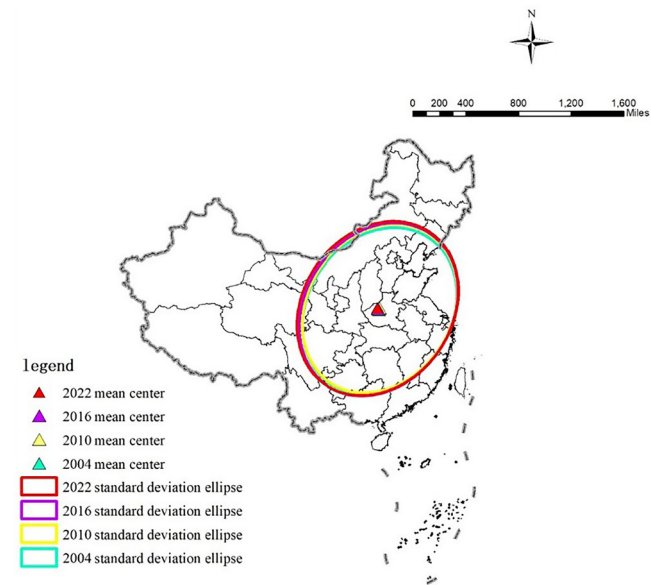 N
0 200 400 800 1,200 1,600
Miles
legend
2022 mean center
2016 mean center
2010 mean center
2004 mean center
2022 standard deviation ellipse
2016 standard deviation ellipse
2010 standard deviation ellipse
2004 standard deviation ellipse